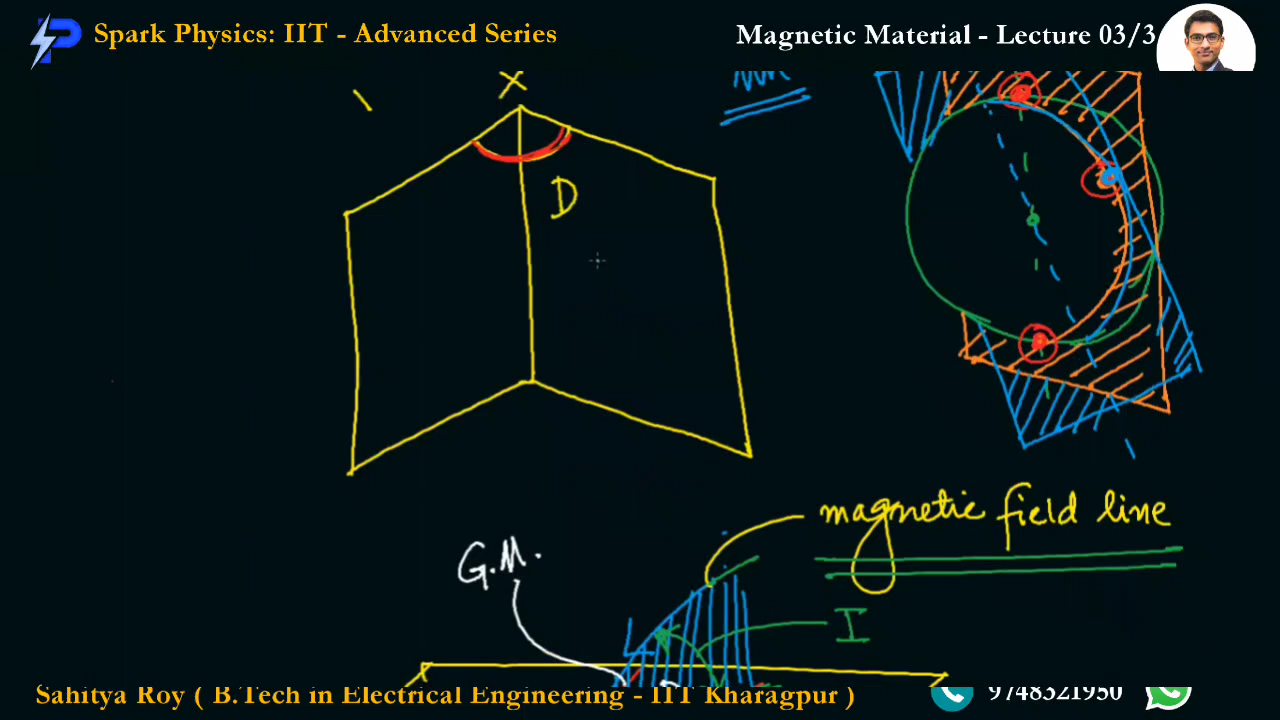 Spark Physics: IIT - Advanced Series
Magnetic Material - Lecture 03/3
X
D
magnetic field line
G.M.
I
Sahitya Roy ( B.Tech in Electrical Engineering - IIT Kharagpur )
9748321950